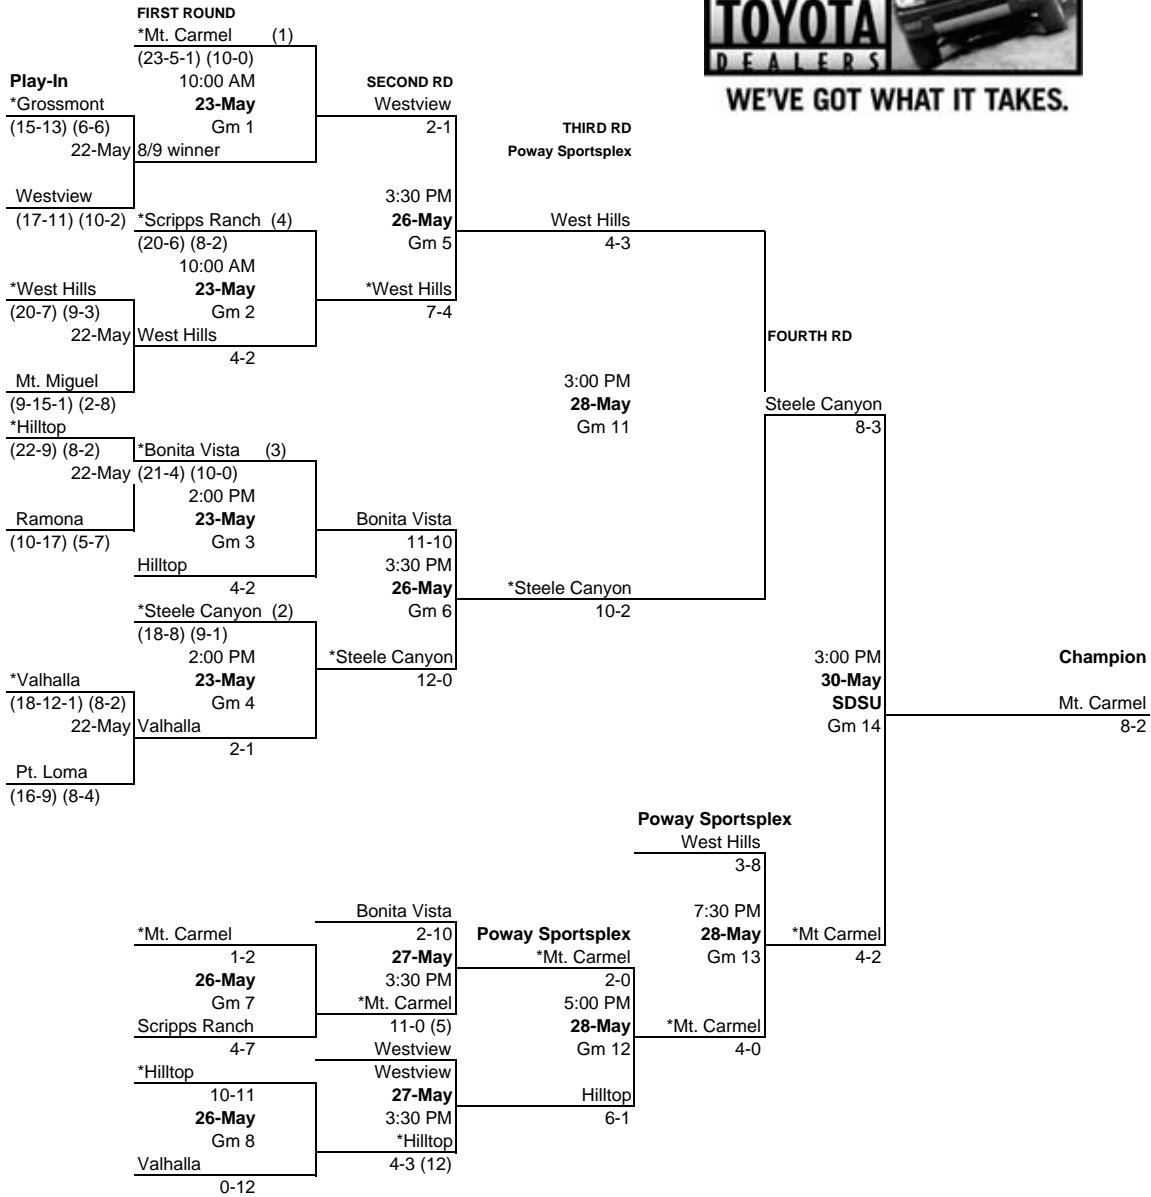 FIRST ROUND
*Mt. Carmel (1)
(23-5-1) (10-0)
TOYOTA
DEALERS
WE'VE GOT WHAT IT TAKES.
Play-In
10:00 AM
SECOND RD
*Grossmont
23-May
Westview
(15-13) (6-6)
Gm 1
2-1
THIRD RD
22-May
8/9 winner
Poway Sportsplex
Westview
3:30 PM
(17-11) (10-2)
*Scripps Ranch (4)
26-May
West Hills
(20-6) (8-2)
Gm 5
4-3
10:00 AM
*West Hills
23-May
*West Hills
(20-7) (9-3)
Gm 2
7-4
22-May
West Hills
FOURTH RD
4-2
Mt. Miguel
3:00 PM
(9-15-1) (2-8)
28-May
Steele Canyon
*Hilltop
Gm 11
8-3
(22-9) (8-2)
*Bonita Vista (3)
22-May
(21-4) (10-0)
2:00 PM
Ramona
23-May
Bonita Vista
(10-17) (5-7)
Gm 3
11-10
Hilltop
3:30 PM
4-2
26-May
*Steele Canyon
*Steele Canyon (2)
Gm 6
10-2
(18-8) (9-1)
2:00 PM
*Steele Canyon
3:00 PM
Champion
*Valhalla
23-May
12-0
30-May
(18-12-1) (8-2)
Gm 4
SDSU
Mt. Carmel
22-May
Valhalla
Gm 14
8-2
2-1
Pt. Loma
(16-9) (8-4)
Poway Sportsplex
West Hills
3-8
Bonita Vista
7:30 PM
*Mt. Carmel
2-10
Poway Sportsplex
28-May
*Mt Carmel
1-2
27-May
*Mt. Carmel
Gm 13
4-2
26-May
3:30 PM
2-0
Gm 7
*Mt. Carmel
5:00 PM
Scripps Ranch
11-0 (5)
28-May
*Mt. Carmel
4-7
Westview
Gm 12
4-0
*Hilltop
Westview
10-11
27-May
Hilltop
26-May
3:30 PM
6-1
Gm 8
*Hilltop
Valhalla
4-3 (12)
0-12